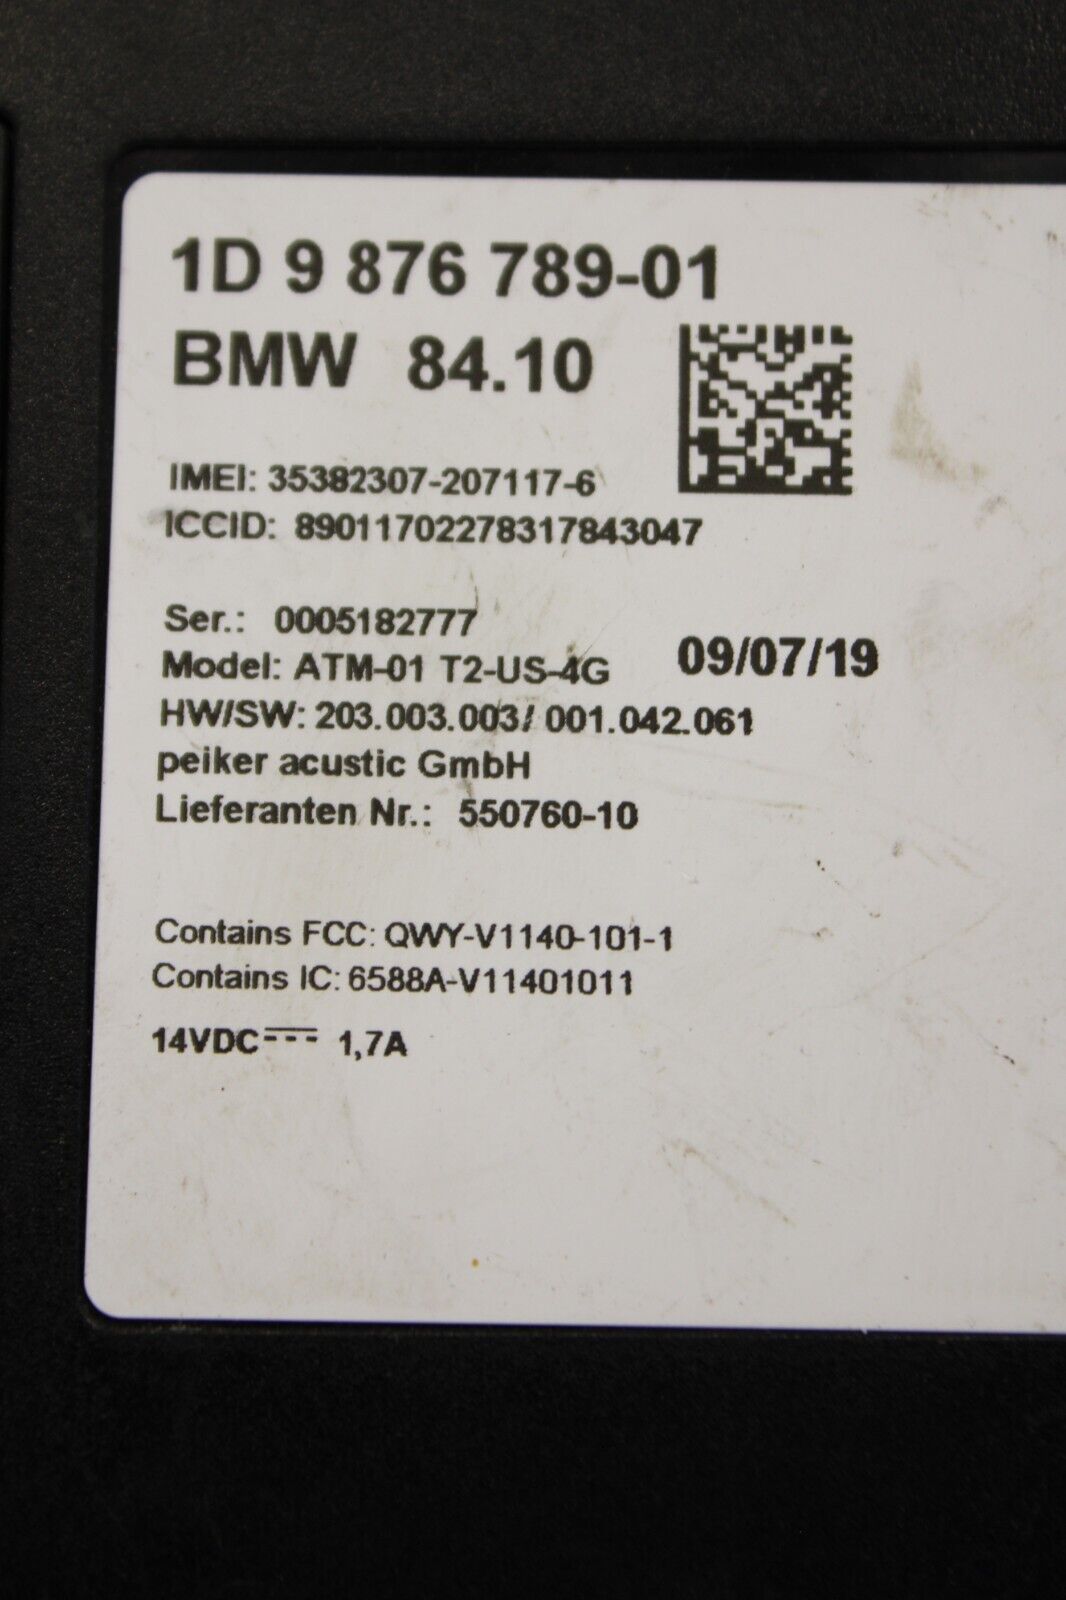 1D 9 876 789-01
BMW 84.10
IMEI: 35382307-207117-6
ICCID: 89011702278317843047
Ser.: 0005182777
Model: ATM-01 T2-US-4G 09/07/19
HW/SW: 203.003.003/ 001.042.061
peiker acustic GmbH
Lieferanten Nr.: 550760-10
Contains FCC: QWY-V1140-101-1
Contains IC: 6588A-V11401011
14VDC 1,7A